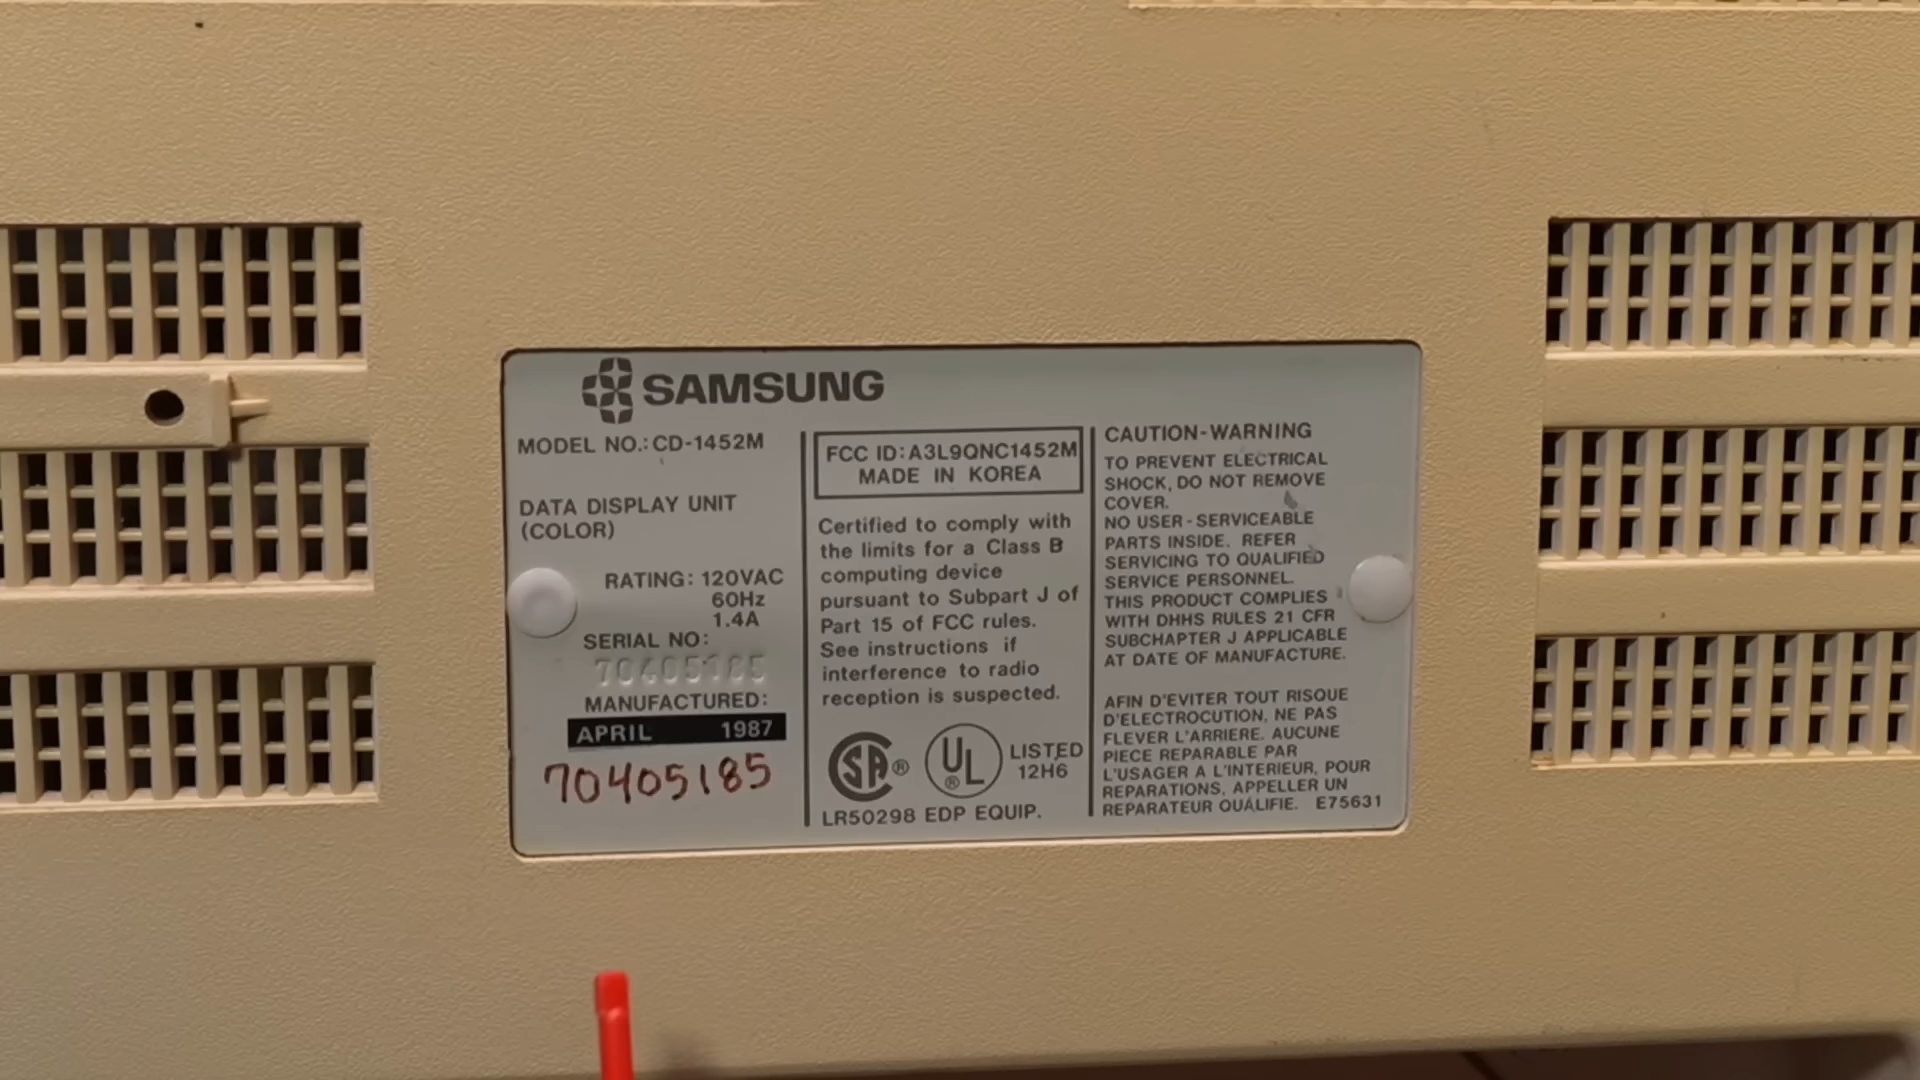 SAMSUNG
MODEL NO.: CD-1452M
DATA DISPLAY UNIT
(COLOR)
RATING: 120VAC
60Hz
1.4A
SERIAL NO:
70405185
MANUFACTURED:
APRIL 1987
70405185
FCC ID: A3L9QNC1452M
MADE IN KOREA
Certified to comply with
the limits for a Class B
computing device
pursuant to Subpart J of
Part 15 of FCC rules.
See instructions if
interference to radio
reception is suspected.
SA®
UL®
LISTED
12H6
LR50298 EDP EQUIP.
CAUTION-WARNING
TO PREVENT ELECTRICAL
SHOCK, DO NOT REMOVE
COVER.
NO USER-SERVICEABLE
PARTS INSIDE. REFER
SERVICING TO QUALIFIED
SERVICE PERSONNEL.
THIS PRODUCT COMPLIES
WITH DHHS RULES 21 CFR
SUBCHAPTER J APPLICABLE
AT DATE OF MANUFACTURE.
AFIN D'EVITER TOUT RISQUE
D'ELECTROCUTION, NE PAS
FLEVER L'ARRIERE. AUCUNE
PIECE REPARABLE PAR
L'USAGER A L'INTERIEUR, POUR
REPARATIONS, APPELLER UN
REPARATEUR QUALIFIE. E75631